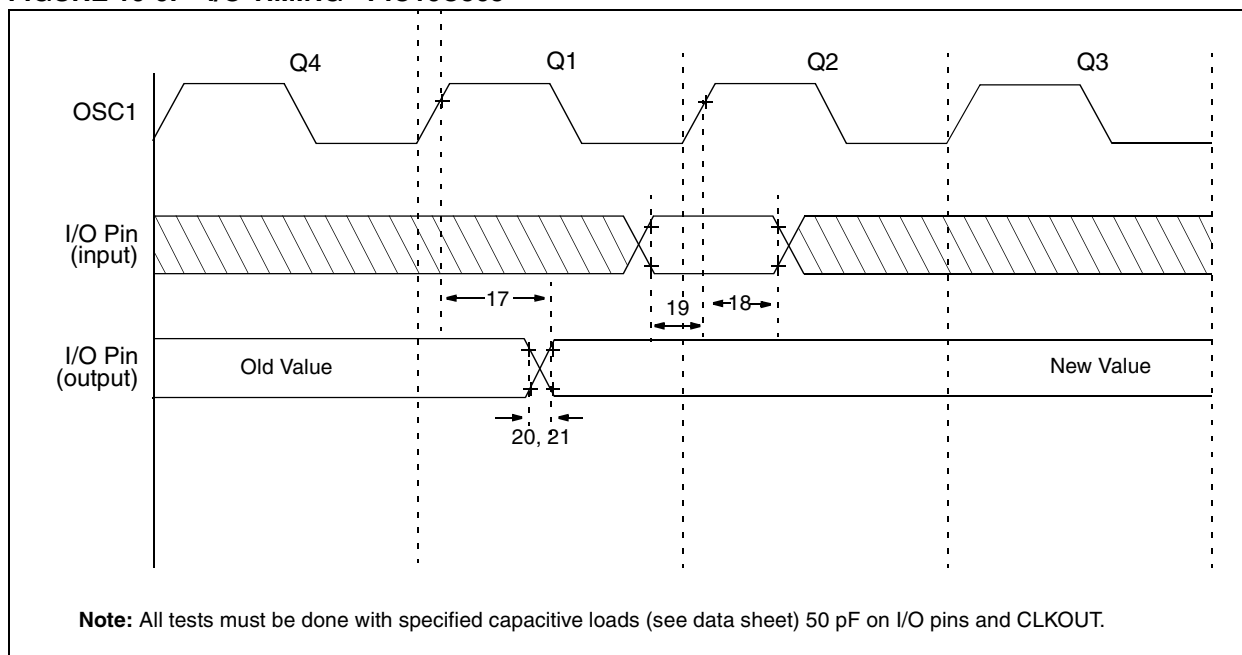 Q4 Q1 Q2 Q3
OSC1
I/O Pin
(input)
17 19 18
I/O Pin
(output)
Old Value New Value
20, 21
Note: All tests must be done with specified capacitive loads (see data sheet) 50 pF on I/O pins and CLKOUT.